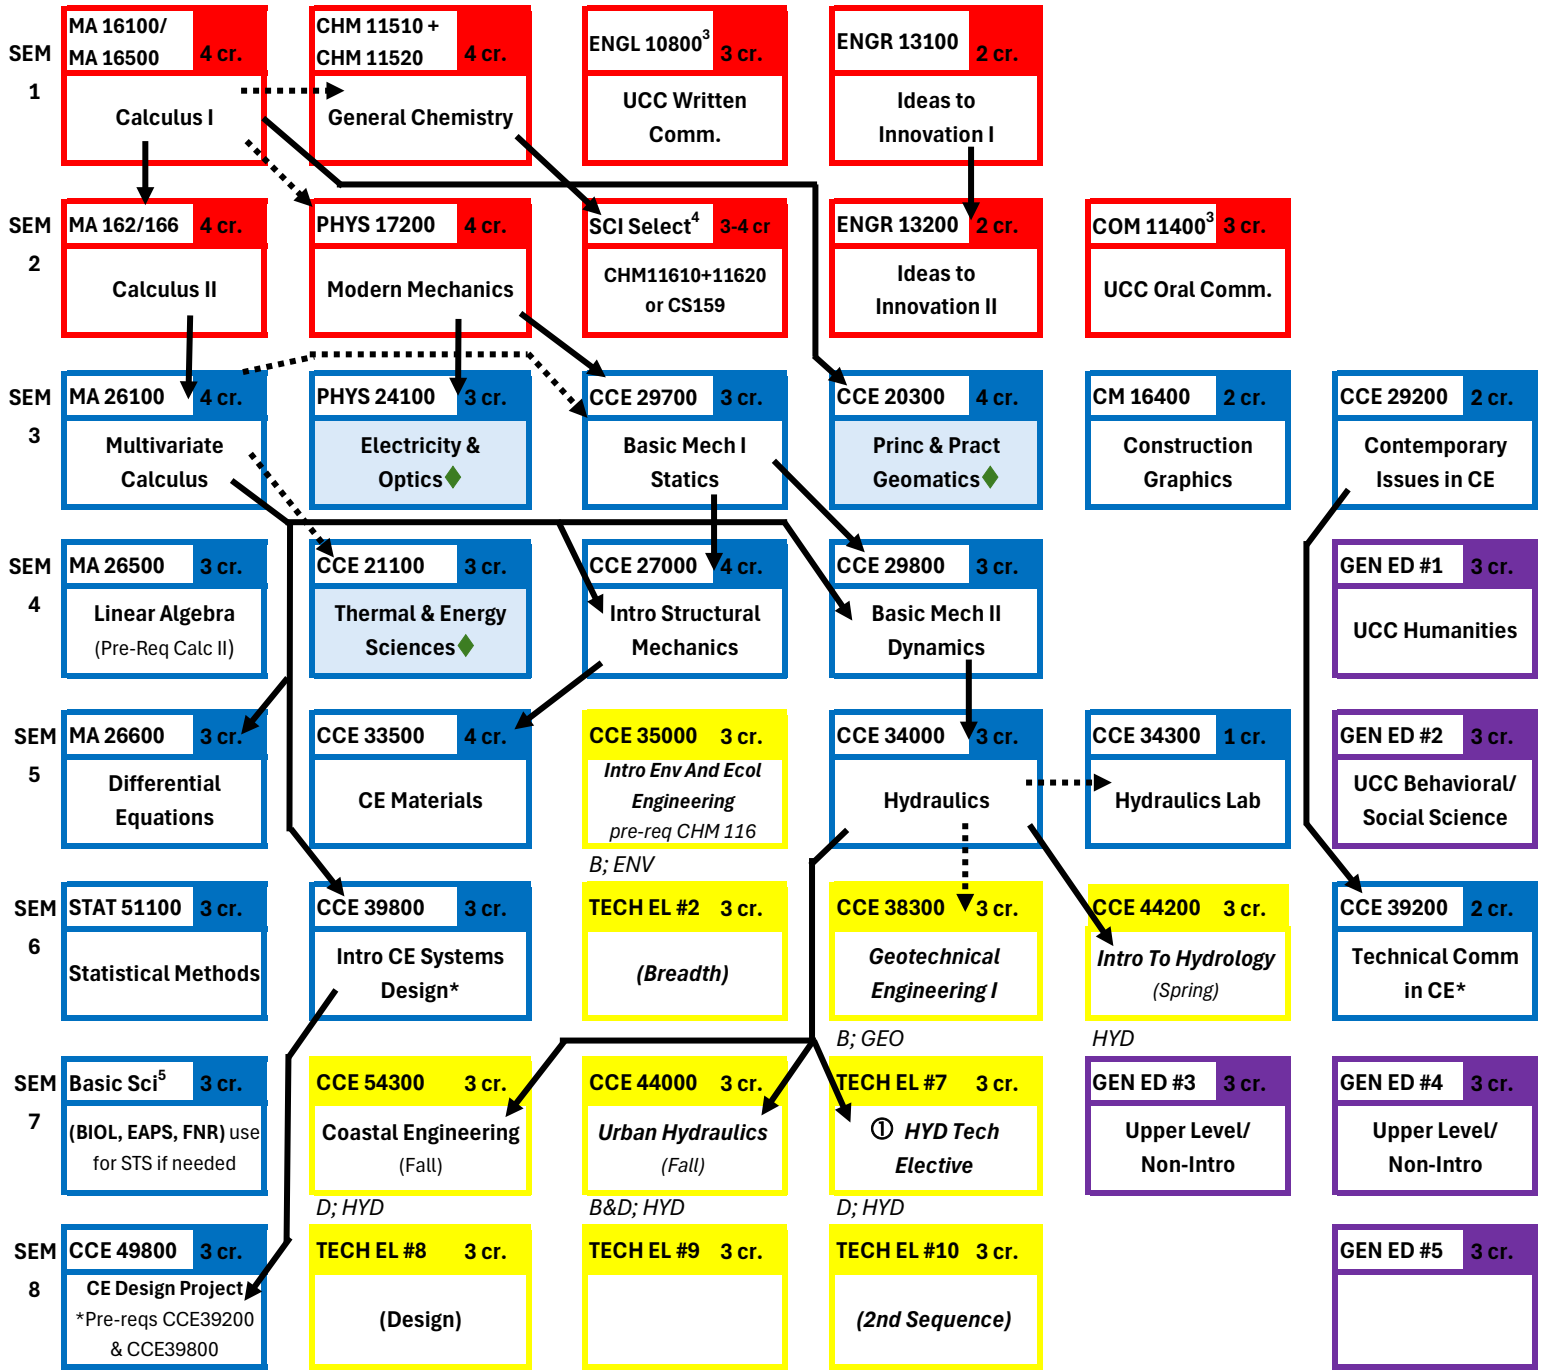 SEM
1
MA 16100/
MA 16500
4 cr.
Calculus I
CHM 11510 +
CHM 11520
4 cr.
General Chemistry
ENGL 10800³
3 cr.
UCC Written
Comm.
ENGR 13100
2 cr.
Ideas to
Innovation I
SEM
2
MA 162/166
4 cr.
Calculus II
PHYS 17200
4 cr.
Modern Mechanics
SCI Select⁴
3-4 cr
CHM11610+11620
or CS159
ENGR 13200
2 cr.
Ideas to
Innovation II
COM 11400³
3 cr.
UCC Oral Comm.
SEM
3
MA 26100
4 cr.
Multivariate
Calculus
PHYS 24100
3 cr.
Electricity &
Optics
CCE 29700
3 cr.
Basic Mech I
Statics
CCE 20300
4 cr.
Princ & Pract
Geomatics
CM 16400
2 cr.
Construction
Graphics
CCE 29200
2 cr.
Contemporary
Issues in CE
SEM
4
MA 26500
3 cr.
Linear Algebra
(Pre-Req Calc II)
CCE 21100
3 cr.
Thermal & Energy
Sciences
CCE 27000
4 cr.
Intro Structural
Mechanics
CCE 29800
3 cr.
Basic Mech II
Dynamics
GEN ED #1
3 cr.
UCC Humanities
SEM
5
MA 26600
3 cr.
Differential
Equations
CCE 33500
4 cr.
CE Materials
CCE 35000
3 cr.
Intro Env And Ecol
Engineering
pre-req CHM 116
B; ENV
CCE 34000
3 cr.
Hydraulics
CCE 34300
1 cr.
Hydraulics Lab
GEN ED #2
3 cr.
UCC Behavioral/
Social Science
SEM
6
STAT 51100
3 cr.
Statistical Methods
CCE 39800
3 cr.
Intro CE Systems
Design*
TECH EL #2
3 cr.
(Breadth)
CCE 38300
3 cr.
Geotechnical
Engineering I
B; GEO
CCE 44200
3 cr.
Intro To Hydrology
(Spring)
HYD
CCE 39200
2 cr.
Technical Comm
in CE*
SEM
7
Basic Sci⁵
3 cr.
(BIOL, EAPS, FNR) use
for STS if needed
CCE 54300
3 cr.
Coastal Engineering
(Fall)
D; HYD
CCE 44000
3 cr.
Urban Hydraulics
(Fall)
B&D; HYD
TECH EL #7
3 cr.
① HYD Tech
Elective
D; HYD
GEN ED #3
3 cr.
Upper Level/
Non-Intro
GEN ED #4
3 cr.
Upper Level/
Non-Intro
SEM
8
CCE 49800
3 cr.
CE Design Project
*Pre-reqs CCE39200
& CCE39800
TECH EL #8
3 cr.
(Design)
TECH EL #9
3 cr.
TECH EL #10
3 cr.
(2nd Sequence)
GEN ED #5
3 cr.